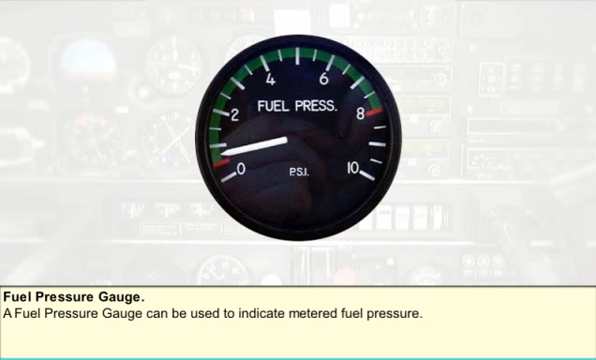 4 6
FUEL PRESS.
2 8
0 P.S.I. 10
Fuel Pressure Gauge.
A Fuel Pressure Gauge can be used to indicate metered fuel pressure.